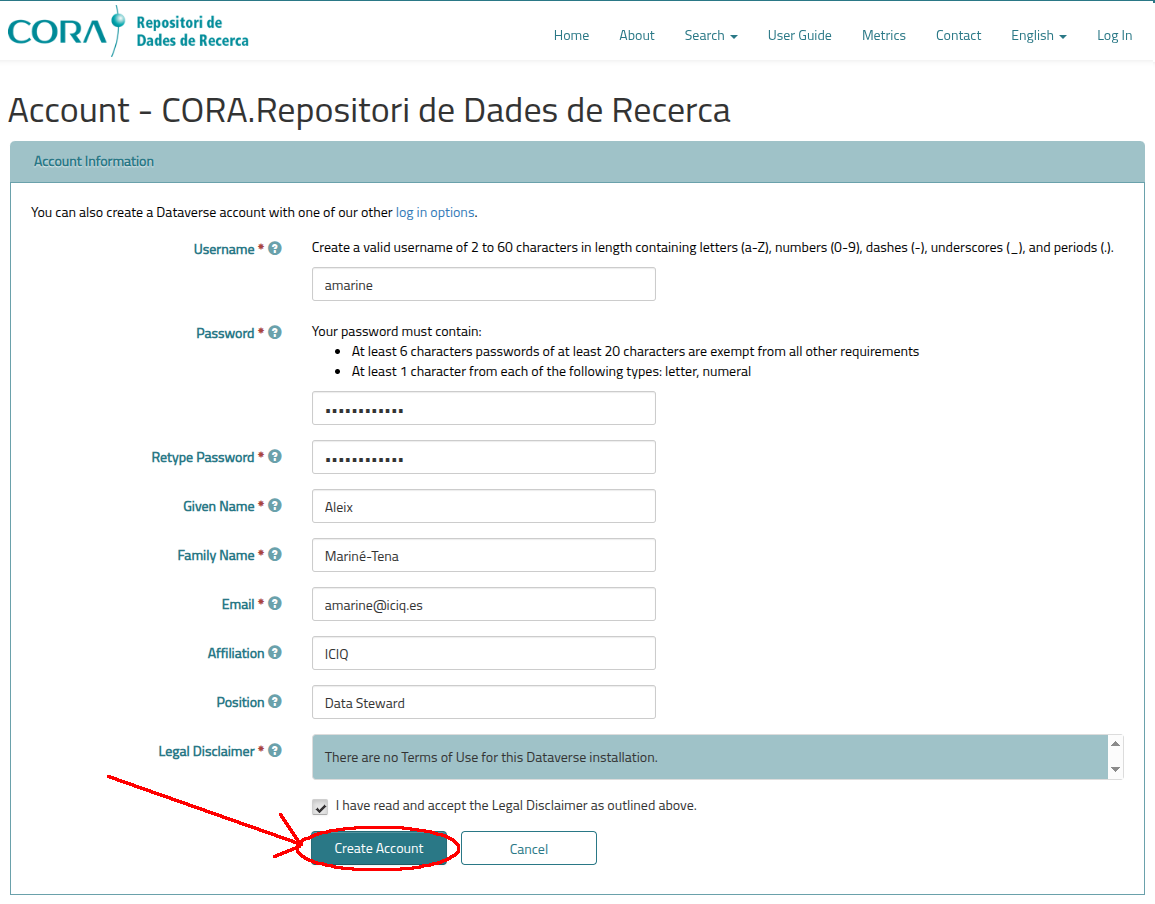 CORA Repositori de
Dades de Recerca
Home About Search User Guide Metrics Contact English Log In
Account - CORA.Repositori de Dades de Recerca
Account Information
You can also create a Dataverse account with one of our other log in options.
Username * Create a valid username of 2 to 60 characters in length containing letters (a-Z), numbers (0-9), dashes (-), underscores (_), and periods (.).
amarine
Password * Your password must contain:
At least 6 characters passwords of at least 20 characters are exempt from all other requirements
At least 1 character from each of the following types: letter, numeral
••••••••••••
Retype Password * ••••••••••••
Given Name * Aleix
Family Name * Mariné-Tena
Email * amarine@iciq.es
Affiliation ICIQ
Position Data Steward
Legal Disclaimer * There are no Terms of Use for this Dataverse installation.
I have read and accept the Legal Disclaimer as outlined above.
Create Account Cancel